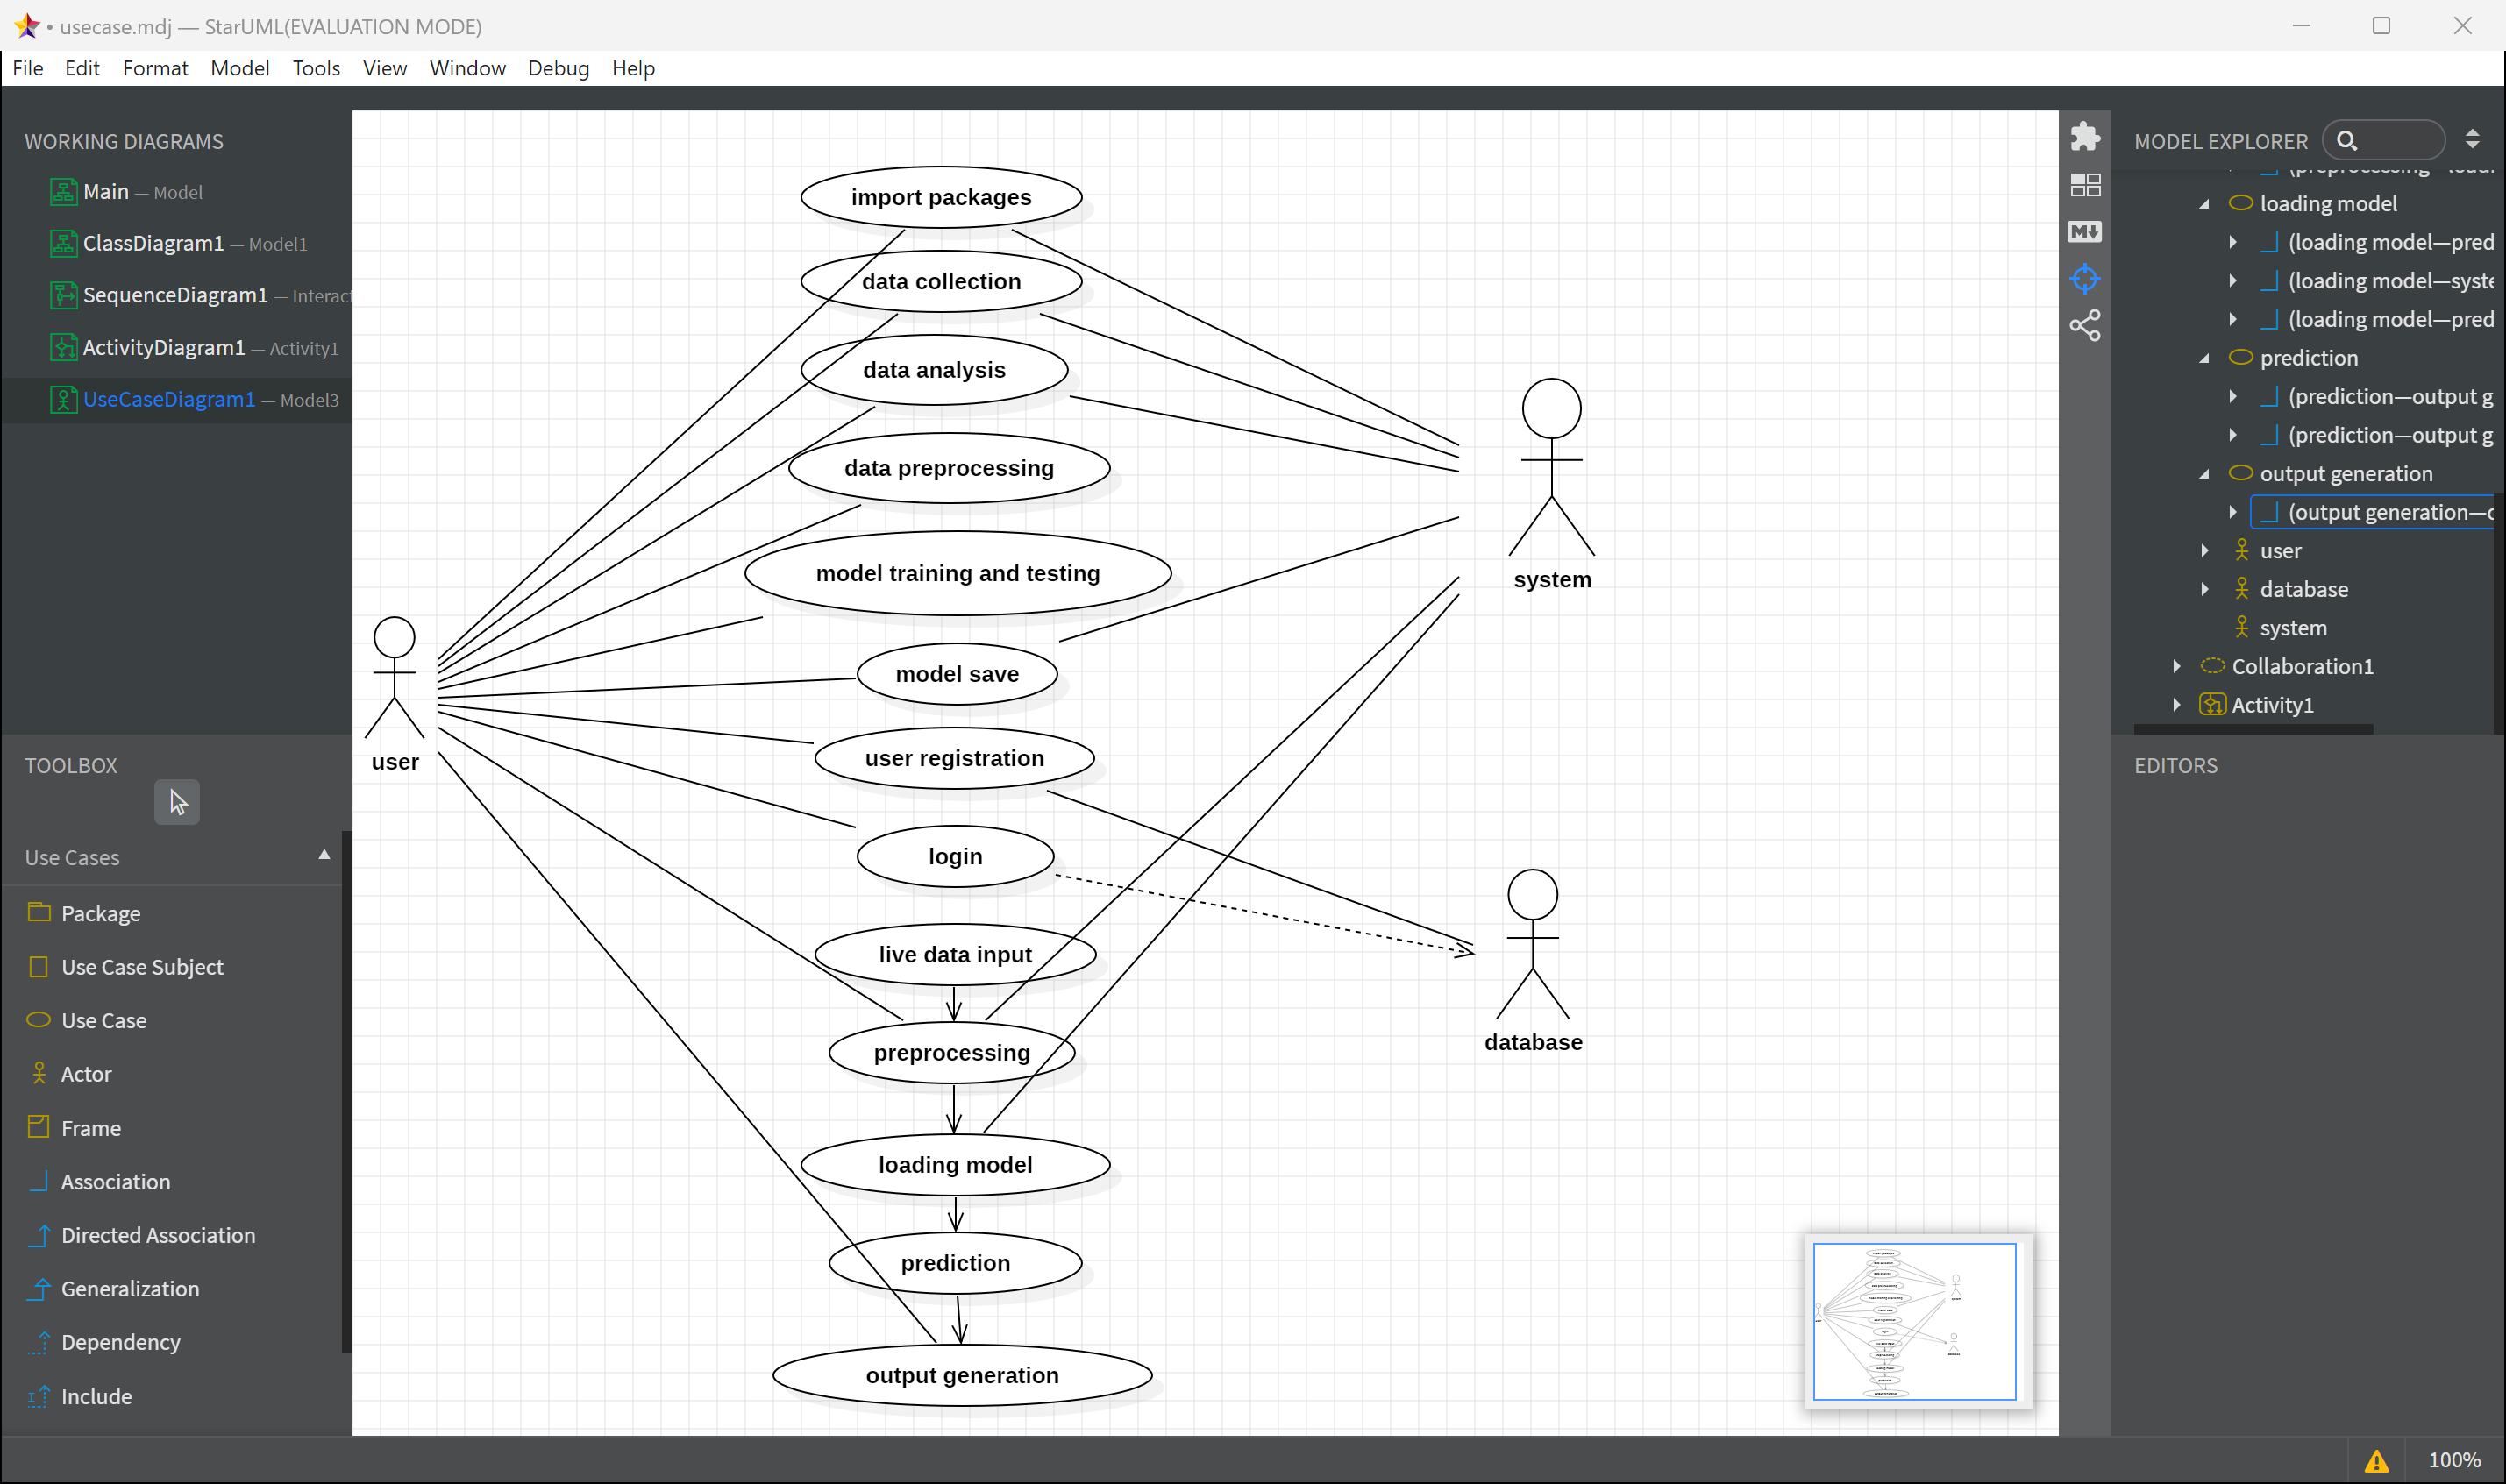 • usecase.mdj — StarUML(EVALUATION MODE)
File Edit Format Model Tools View Window Debug Help
WORKING DIAGRAMS
Main — Model
ClassDiagram1 — Model1
SequenceDiagram1 — Interac
ActivityDiagram1 — Activity1
UseCaseDiagram1 — Model3
TOOLBOX
Use Cases
Package
Use Case Subject
Use Case
Actor
Frame
Association
Directed Association
Generalization
Dependency
Include
import packages
data collection
data analysis
data preprocessing
model training and testing
model save
user registration
login
live data input
preprocessing
loading model
prediction
output generation
user
system
database
M
MODEL EXPLORER
loading model
(loading model—pred
(loading model—syste
(loading model—pred
prediction
(prediction—output g
(prediction—output g
output generation
(output generation—
user
database
system
Collaboration1
Activity1
EDITORS
100%